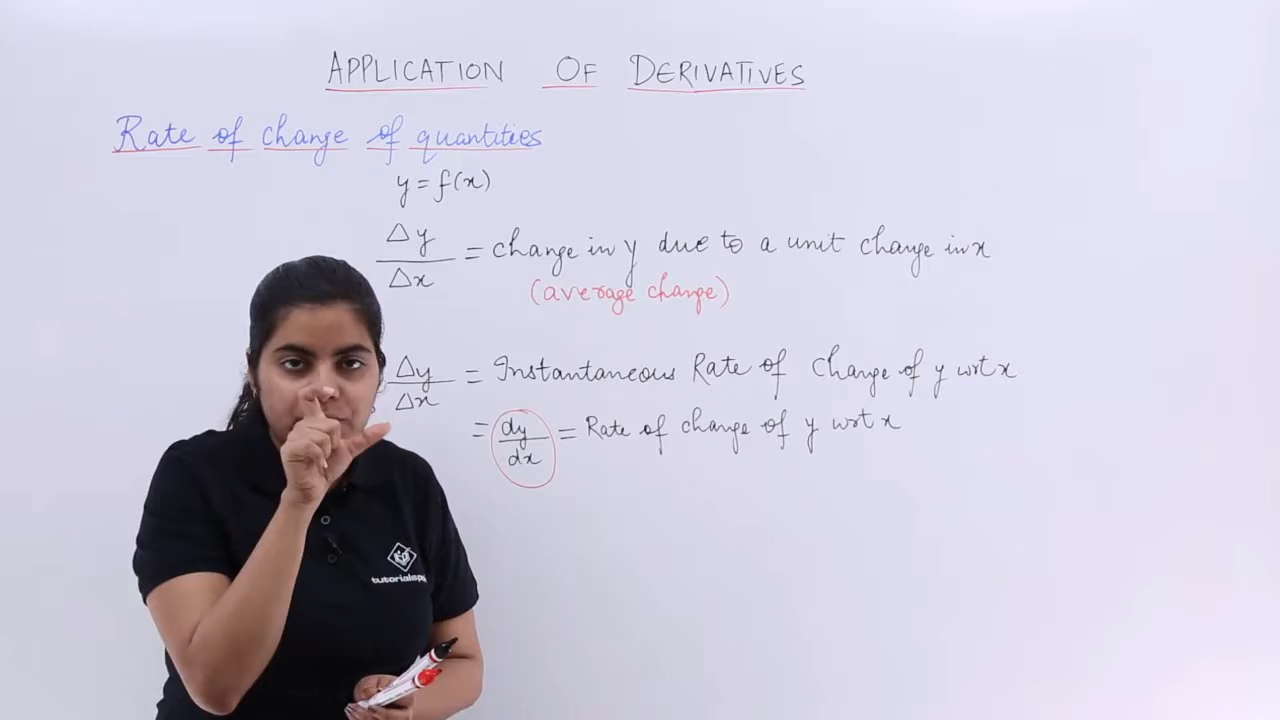 APPLICATION OF DERIVATIVES
Rate of change of quantities
y = f(x)
Δy/Δx = change in y due to a unit change in x
(average change)
Δy/Δx = Instantaneous Rate of change of y wrt x
= dy/dx = Rate of change of y wrt x
tutorialsp